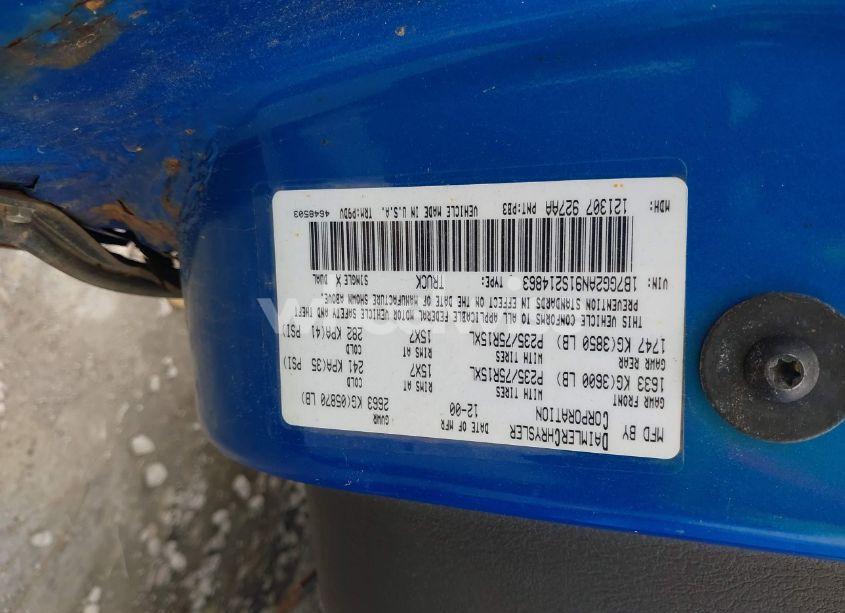 MFD BY DAIMLERCHRYSLER CORPORATION DATE OF MFR 12-00 GVWR 2663 KG(05870 LB)
GAWR FRONT WITH TIRES RIMS AT COLD
1633 KG(3600 LB) P235/75R15XL 15X7 241 KPA(35 PSI)
GAWR REAR WITH TIRES RIMS AT COLD
1747 KG(3850 LB) P235/75R15XL 15X7 282 KPA(41 PSI)
THIS VEHICLE CONFORMS TO ALL APPLICABLE FEDERAL MOTOR VEHICLE SAFETY AND THEFT
PREVENTION STANDARDS IN EFFECT ON THE DATE OF MANUFACTURE SHOWN ABOVE.
VIN: 1B7GG2AN91S214863 TYPE: TRUCK SINGLE X DUAL
MDH: 121307 927AA PNT:PB3 VEHICLE MADE IN U.S.A. TRM:P9DV 4648503